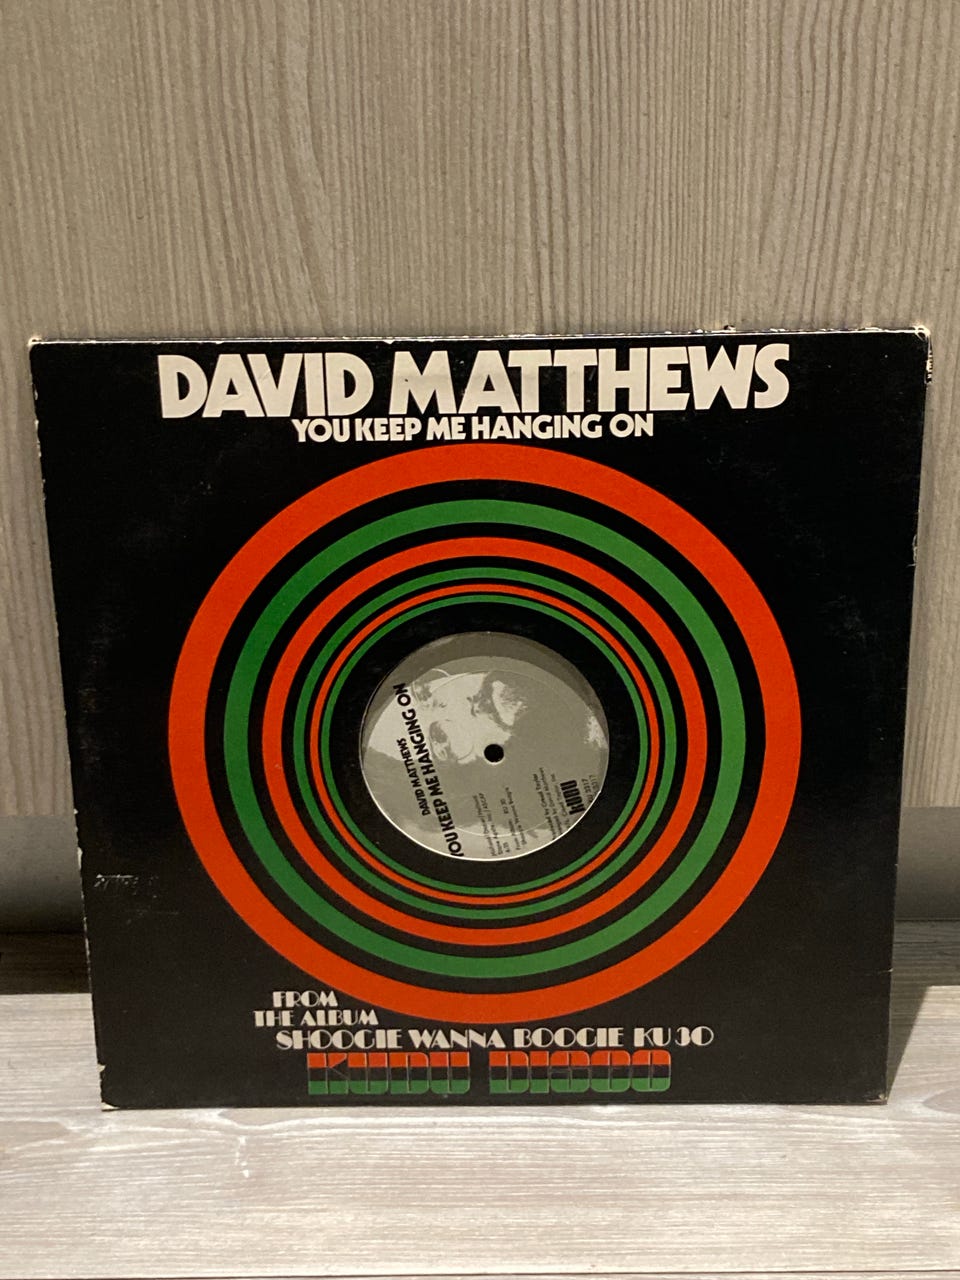 DAVID MATTHEWS
YOU KEEP ME HANGING ON
DAVID MATTHEWS
YOU KEEP ME HANGING ON
KUDU
FROM
THE ALBUM
SHOOGIE WANNA BOOGIE KU 30
KUDU DISCO